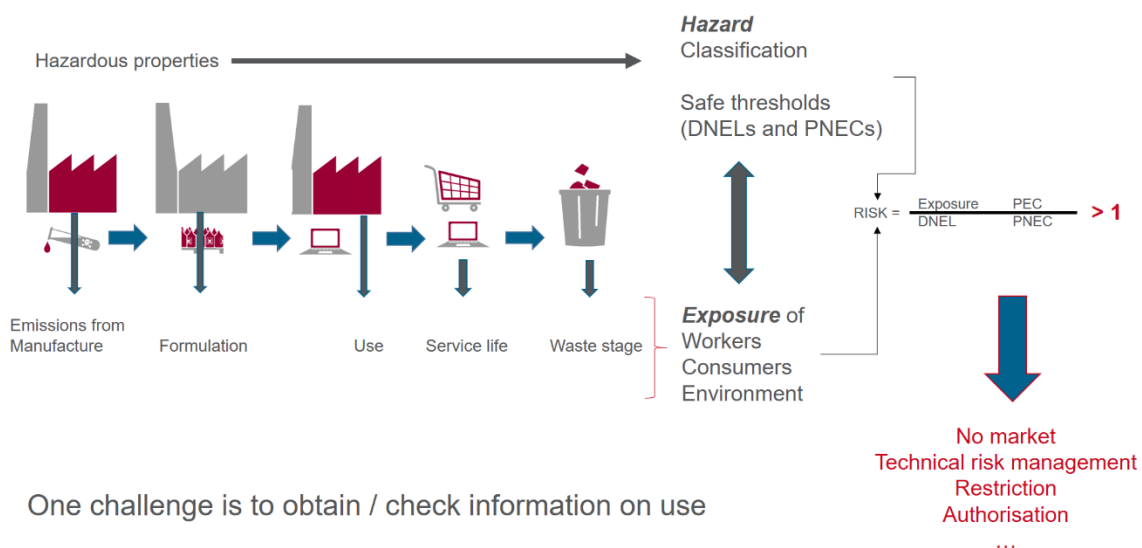 Hazardous properties
Hazard
Classification
Safe thresholds
(DNELs and PNECs)
Emissions from
Manufacture
Formulation
Use
Service life
Waste stage
Exposure of
Workers
Consumers
Environment
RISK =
Exposure PEC
DNEL PNEC
> 1
No market
Technical risk management
Restriction
Authorisation
...
One challenge is to obtain / check information on use